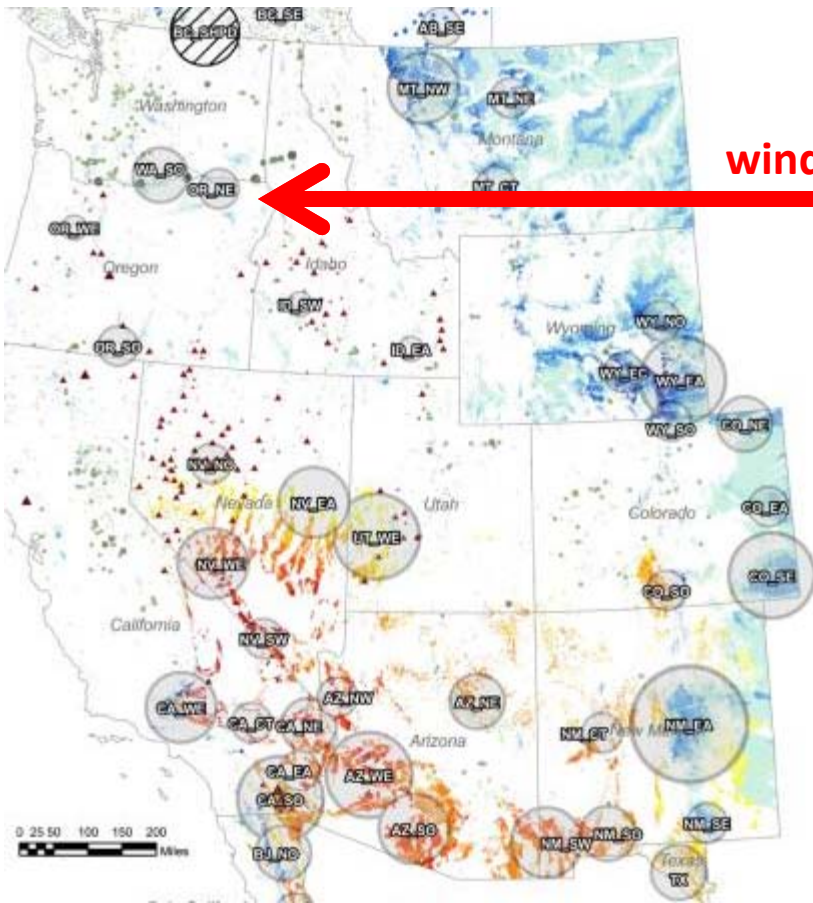 BC_SE
BC_SHPD
AB_SE
MT_NW
MT_NE
Washington
Montana
wind
WA_SO
OR_NE
MT_CT
OR_WE
Oregon
Idaho
ID_SW
WY_NO
Wyoming
OR_SO
ID_EA
WY_EC
WY_EA
WY_SO
CO_NE
NV_NO
Nevada
NV_EA
Utah
CO_EA
Colorado
UT_WE
NV_WE
CO_SE
CO_SO
California
NV_SW
AZ_NW
AZ_NE
CA_WE
CA_CT
CA_NE
NM_CT
New M
NM_EA
Arizona
CA_EA
AZ_WE
CA_SO
AZ_SO
NM_SW
NM_SO
NM_SE
0 25 50 100 150 200
Miles
BJ_NO
Texas
TX